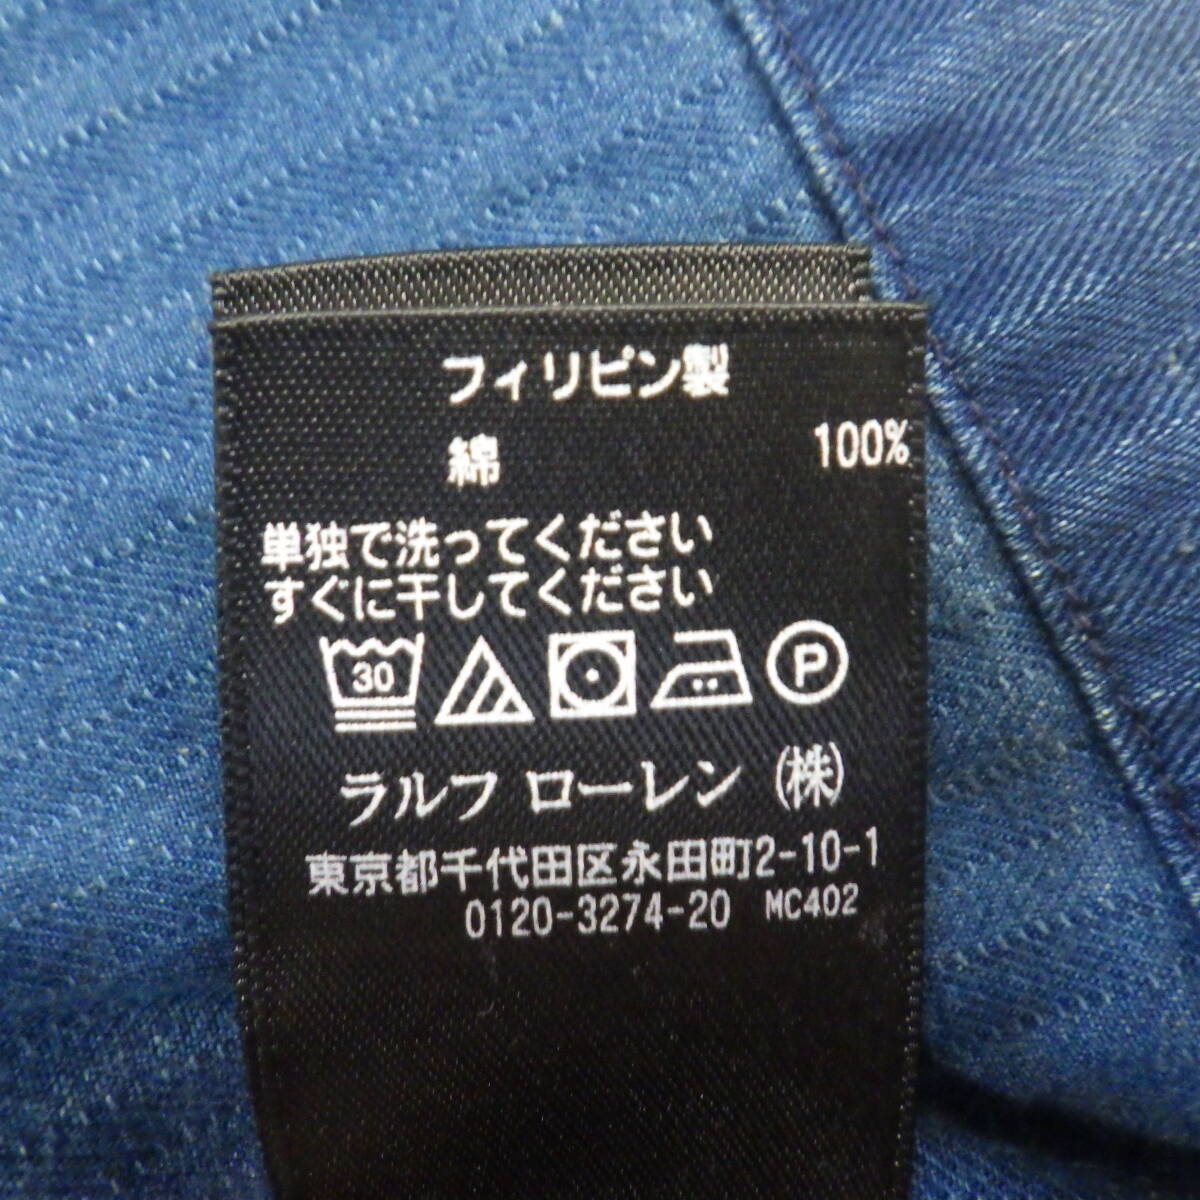 フィリピン製
綿 100%
単独で洗ってください
すぐに干してください
30 P
ラルフ ローレン (株)
東京都千代田区永田町2-10-1
0120-3274-20 MC402